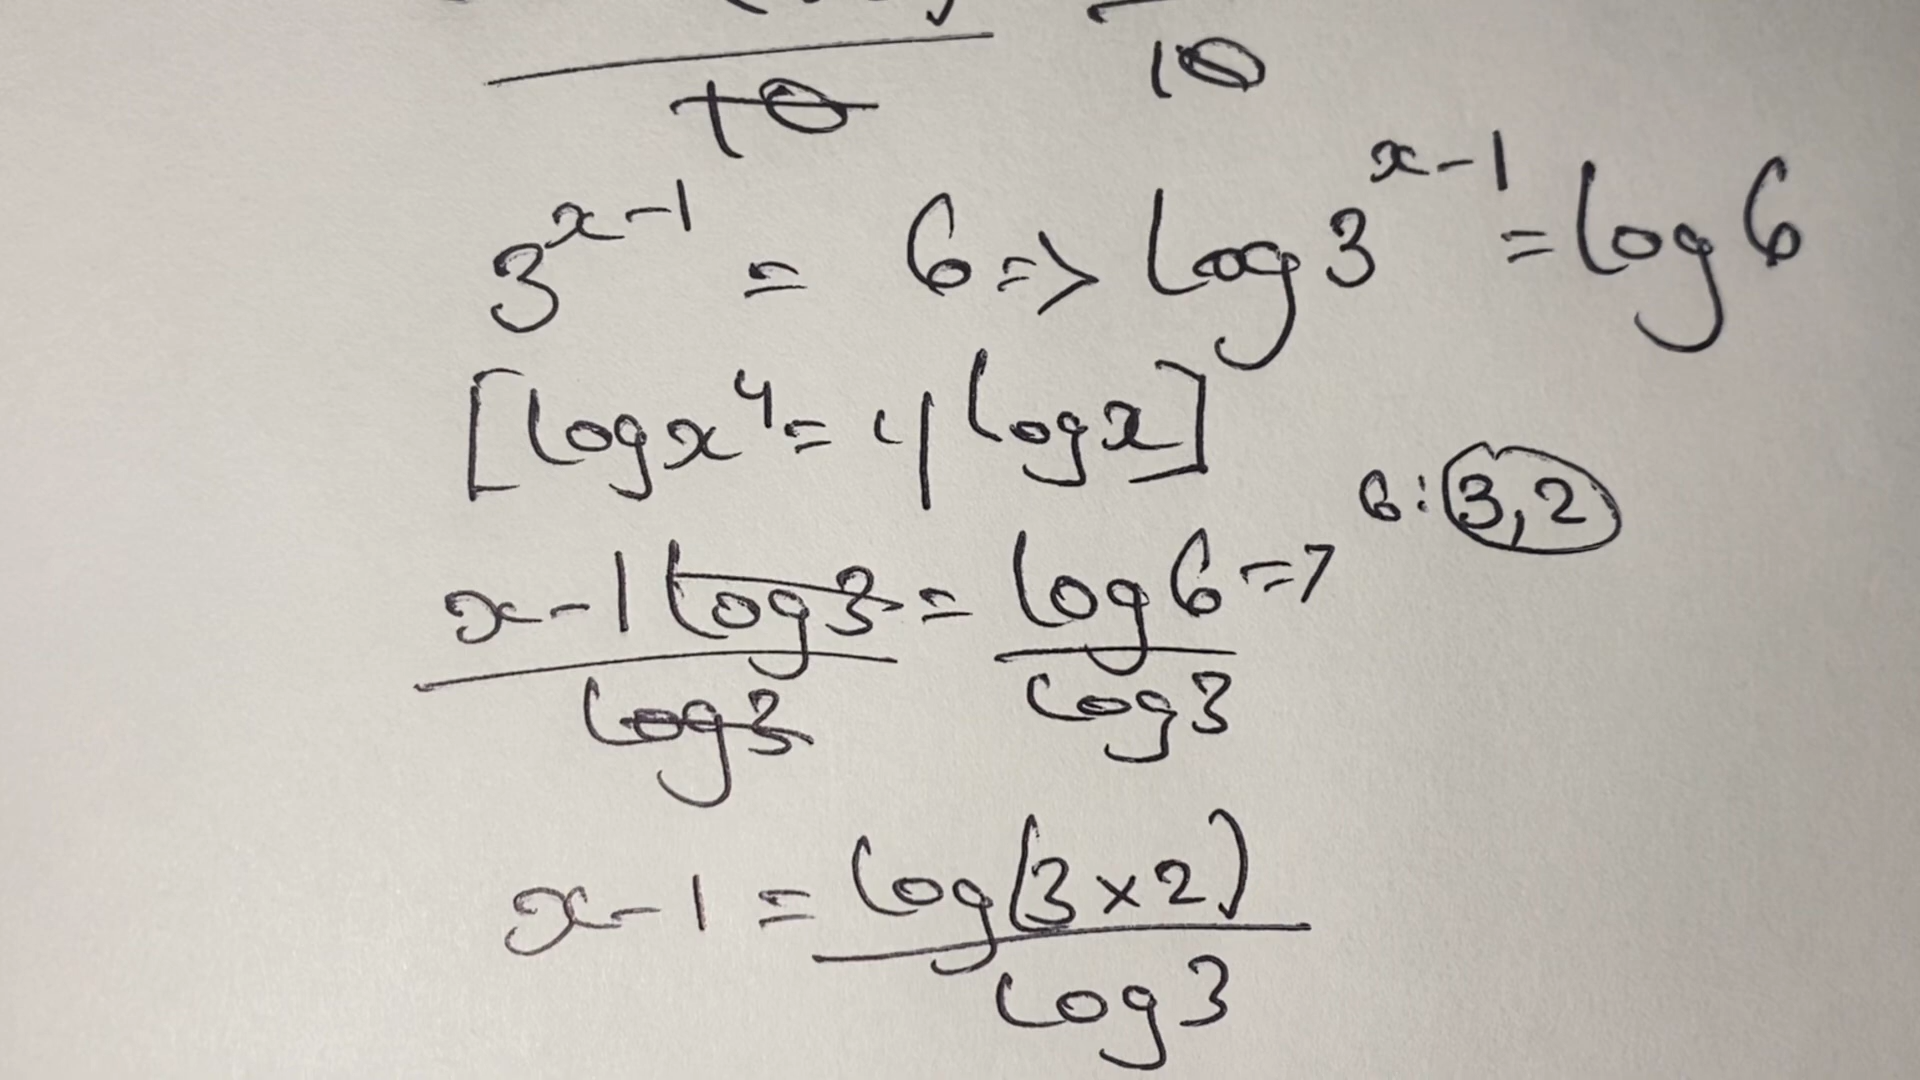 10 10
3^x-1 = 6 => log 3^x-1 = log 6
[log x^4 = 4 log x]
6: 3,2
x-1 log 3 = log 6 =>
log 3 log 3
x-1 = log(3×2)
log 3